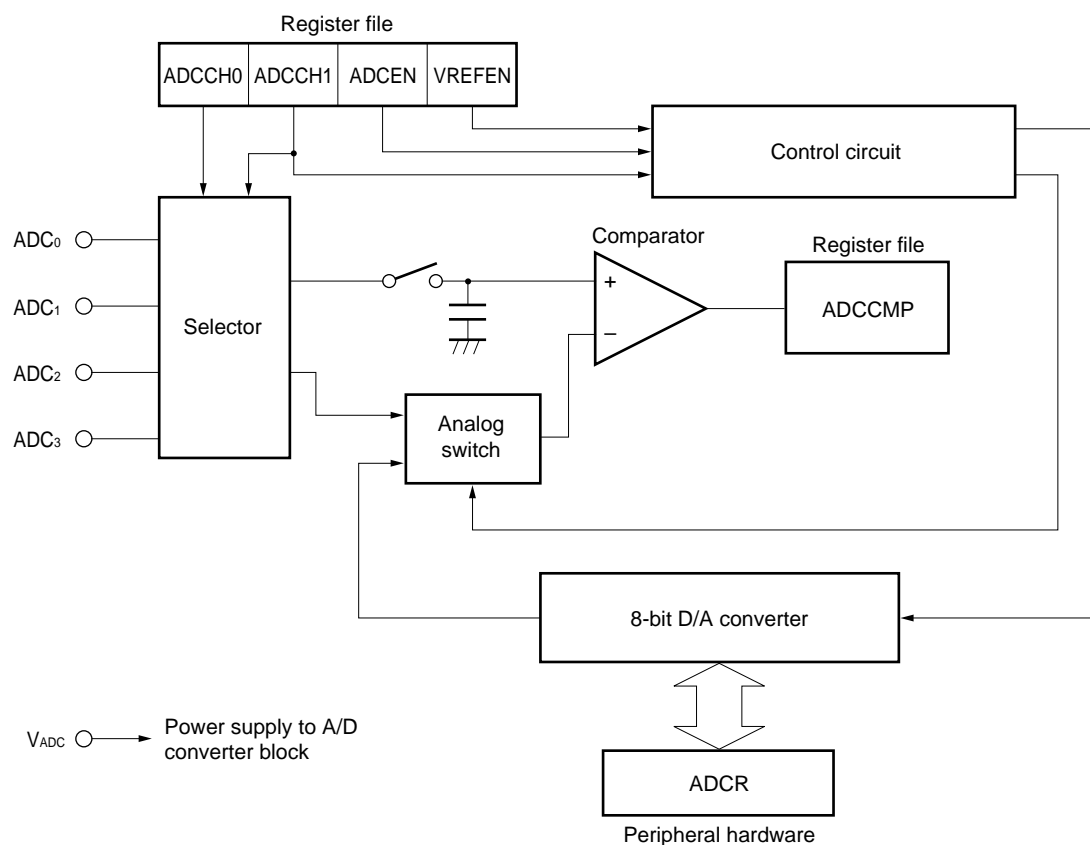 Register file
ADCCH0 ADCCH1 ADCEN VREFEN
Control circuit
ADC0
ADC1
ADC2
ADC3
Selector
Comparator
+
−
Register file
ADCCMP
Analog
switch
8-bit D/A converter
VADC
Power supply to A/D
converter block
ADCR
Peripheral hardware